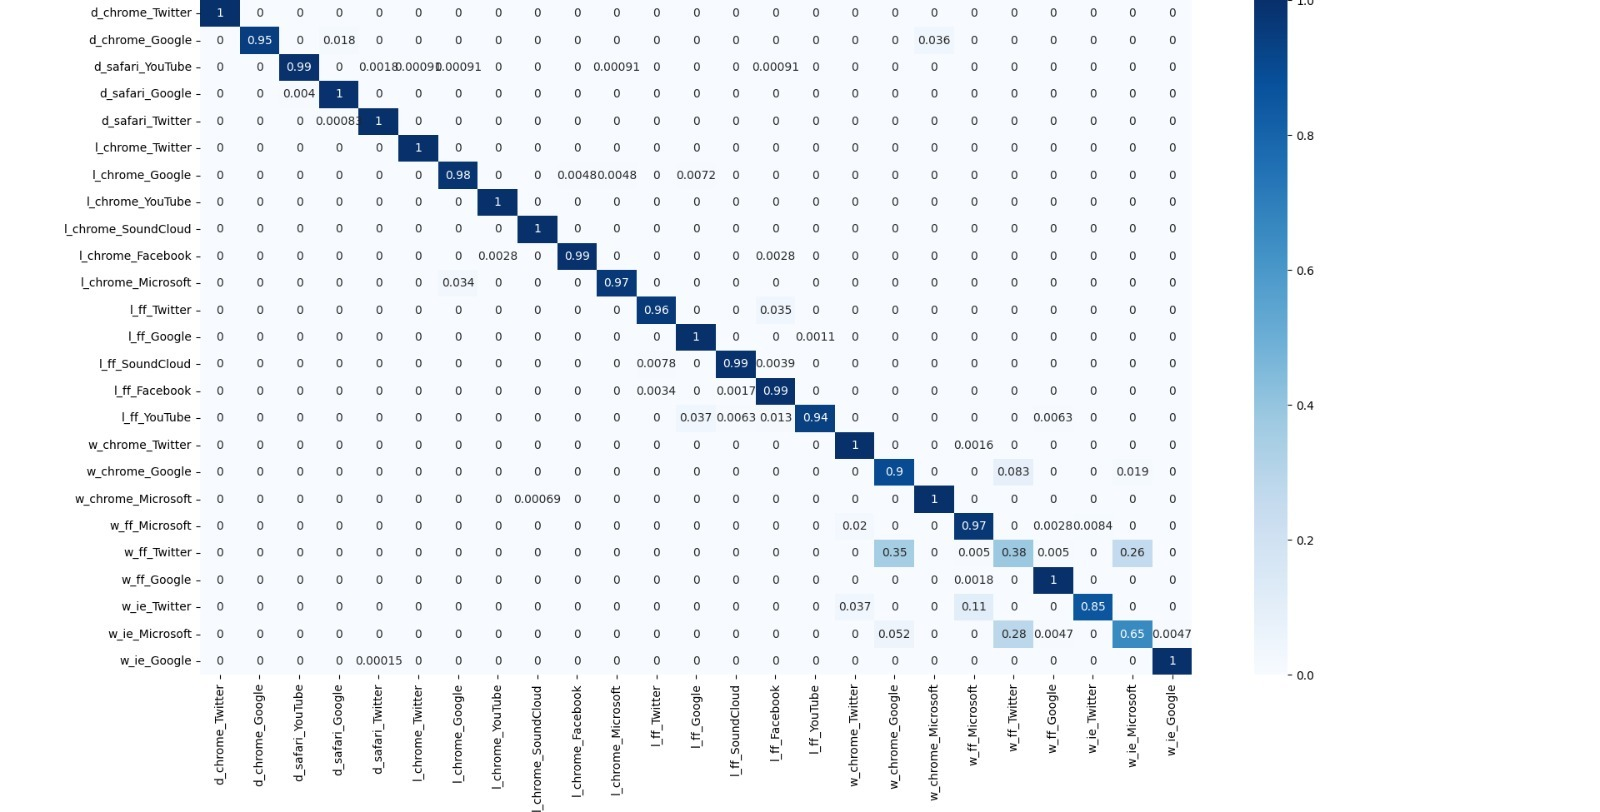 d_chrome_Twitter - 1 0 0 0 0 0 0 0 0 0 0 0 0 0 0 0 0 0 0 0 0 0 0 0 0
d_chrome_Google - 0 0.95 0 0.018 0 0 0 0 0 0 0 0 0 0 0 0 0 0 0.036 0 0 0 0 0 0
d_safari_YouTube - 0 0 0.99 0 0.0018 0.00091 0.00091 0 0 0 0.00091 0 0 0 0.00091 0 0 0 0 0 0 0 0 0 0
d_safari_Google - 0 0 0.004 1 0 0 0 0 0 0 0 0 0 0 0 0 0 0 0 0 0 0 0 0 0
d_safari_Twitter - 0 0 0 0.00083 1 0 0 0 0 0 0 0 0 0 0 0 0 0 0 0 0 0 0 0 0
l_chrome_Twitter - 0 0 0 0 0 1 0 0 0 0 0 0 0 0 0 0 0 0 0 0 0 0 0 0 0
l_chrome_Google - 0 0 0 0 0 0 0.98 0 0 0.0048 0.0048 0 0.0072 0 0 0 0 0 0 0 0 0 0 0 0
l_chrome_YouTube - 0 0 0 0 0 0 0 1 0 0 0 0 0 0 0 0 0 0 0 0 0 0 0 0 0
l_chrome_SoundCloud - 0 0 0 0 0 0 0 0 1 0 0 0 0 0 0 0 0 0 0 0 0 0 0 0 0
l_chrome_Facebook - 0 0 0 0 0 0 0 0.0028 0 0.99 0 0 0 0 0.0028 0 0 0 0 0 0 0 0 0 0
l_chrome_Microsoft - 0 0 0 0 0 0 0.034 0 0 0 0.97 0 0 0 0 0 0 0 0 0 0 0 0 0 0
l_ff_Twitter - 0 0 0 0 0 0 0 0 0 0 0 0.96 0 0 0.035 0 0 0 0 0 0 0 0 0 0
l_ff_Google - 0 0 0 0 0 0 0 0 0 0 0 0 1 0 0 0.0011 0 0 0 0 0 0 0 0 0
l_ff_SoundCloud - 0 0 0 0 0 0 0 0 0 0 0 0.0078 0 0.99 0.0039 0 0 0 0 0 0 0 0 0 0
l_ff_Facebook - 0 0 0 0 0 0 0 0 0 0 0 0.0034 0 0.0017 0.99 0 0 0 0 0 0 0 0 0 0
l_ff_YouTube - 0 0 0 0 0 0 0 0 0 0 0 0 0.037 0.0063 0.013 0.94 0 0 0 0 0 0.0063 0 0 0
w_chrome_Twitter - 0 0 0 0 0 0 0 0 0 0 0 0 0 0 0 0 1 0 0 0.0016 0 0 0 0 0
w_chrome_Google - 0 0 0 0 0 0 0 0 0 0 0 0 0 0 0 0 0 0.9 0 0 0.083 0 0 0.019 0
w_chrome_Microsoft - 0 0 0 0 0 0 0 0 0.00069 0 0 0 0 0 0 0 0 0 1 0 0 0 0 0 0
w_ff_Microsoft - 0 0 0 0 0 0 0 0 0 0 0 0 0 0 0 0 0.02 0 0 0.97 0 0.0028 0.0084 0 0
w_ff_Twitter - 0 0 0 0 0 0 0 0 0 0 0 0 0 0 0 0 0 0.35 0 0.005 0.38 0.005 0 0.26 0
w_ff_Google - 0 0 0 0 0 0 0 0 0 0 0 0 0 0 0 0 0 0 0 0.0018 0 1 0 0 0
w_ie_Twitter - 0 0 0 0 0 0 0 0 0 0 0 0 0 0 0 0 0.037 0 0 0.11 0 0 0.85 0 0
w_ie_Microsoft - 0 0 0 0 0 0 0 0 0 0 0 0 0 0 0 0 0 0.052 0 0 0.28 0.0047 0 0.65 0.0047
w_ie_Google - 0 0 0 0 0.00015 0 0 0 0 0 0 0 0 0 0 0 0 0 0 0 0 0 0 0 1
d_chrome_Twitter
d_chrome_Google
d_safari_YouTube
d_safari_Google
d_safari_Twitter
l_chrome_Twitter
l_chrome_Google
l_chrome_YouTube
l_chrome_SoundCloud
l_chrome_Facebook
l_chrome_Microsoft
l_ff_Twitter
l_ff_Google
l_ff_SoundCloud
l_ff_Facebook
l_ff_YouTube
w_chrome_Twitter
w_chrome_Google
w_chrome_Microsoft
w_ff_Microsoft
w_ff_Twitter
w_ff_Google
w_ie_Twitter
w_ie_Microsoft
w_ie_Google
1.0
0.8
0.6
0.4
0.2
0.0